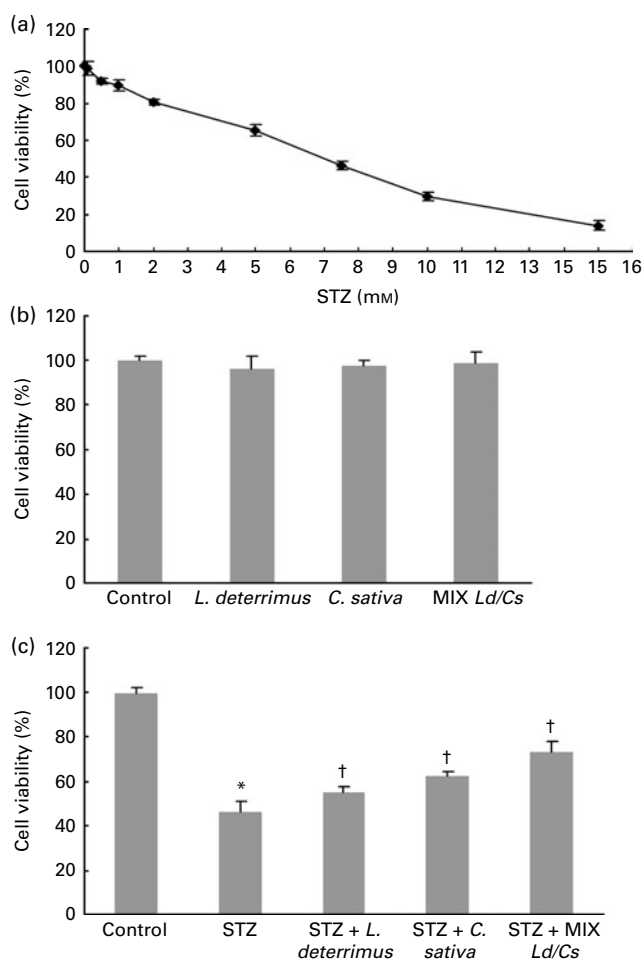 (a)
120
100
80
60
40
20
0
Cell viability (%)
0 1 2 3 4 5 6 7 8 9 10 11 12 13 15 15 16
STZ (mM)
(b)
120
100
80
60
40
20
0
Cell viability (%)
Control L. deterrimus C. sativa MIX Ld/Cs
(c)
120
100
80
60
40
20
0
Cell viability (%)
* † † †
Control STZ STZ + L. STZ + C. STZ + MIX
deterrimus sativa Ld/Cs